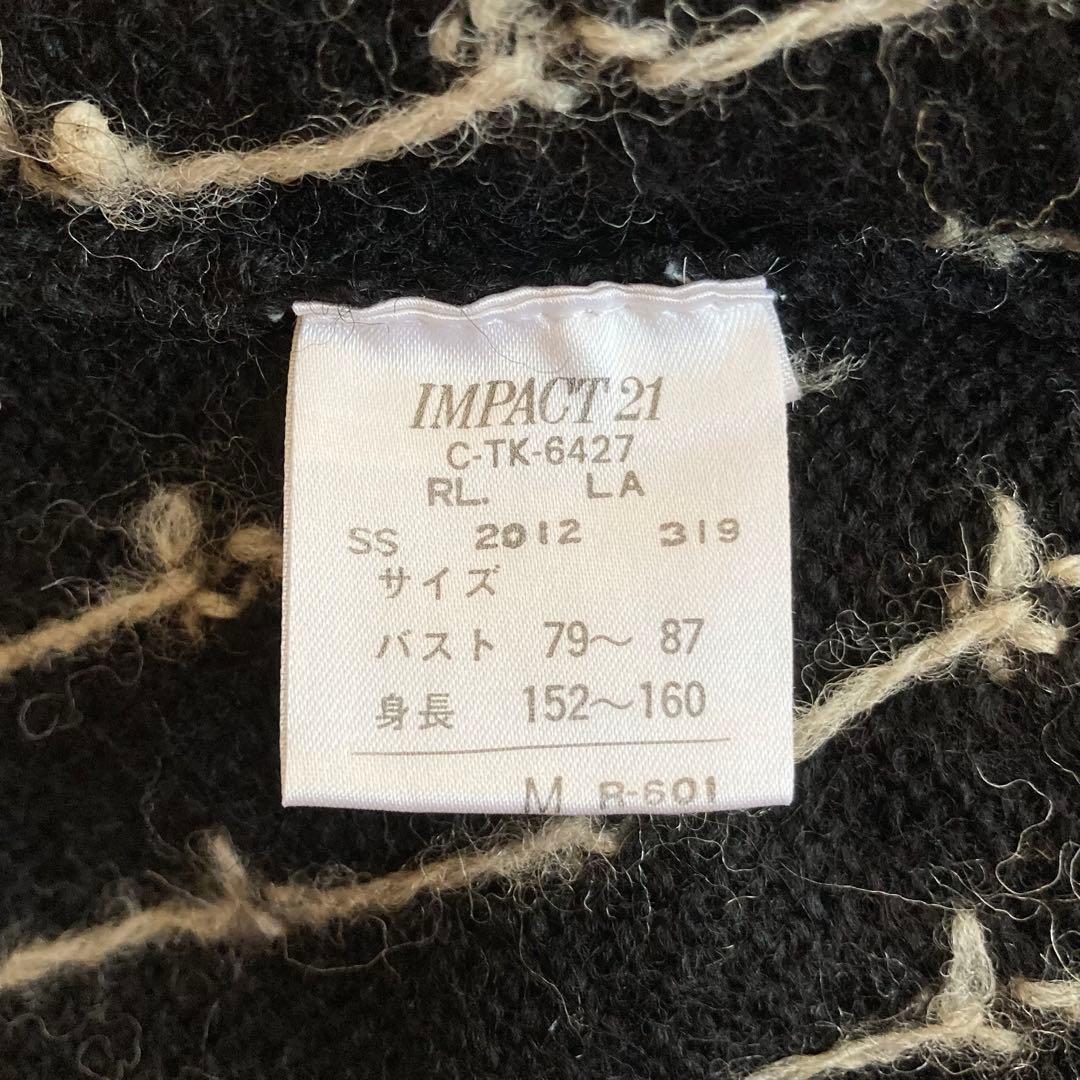 IMPACT 21
C-TK-6427
RL. LA
SS 2012 319
サイズ
バスト 79〜 87
身長 152〜160
M R-601